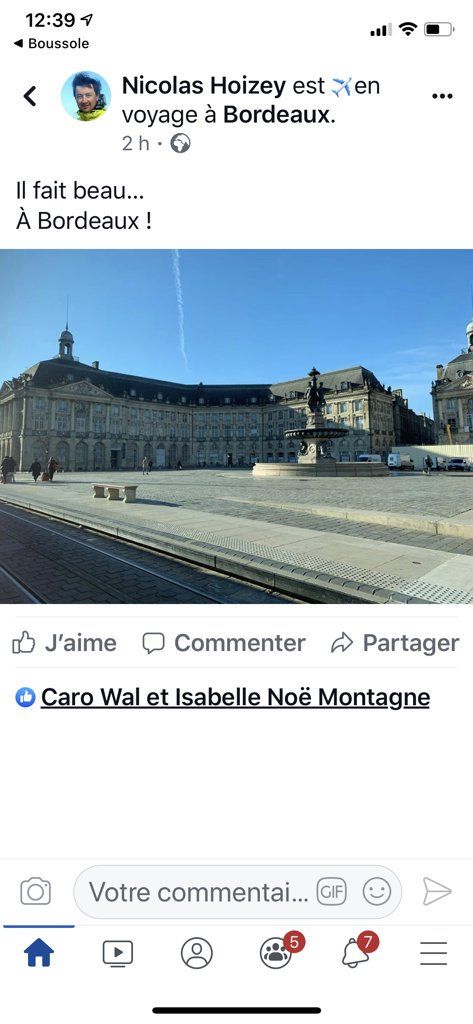 12:39
Boussole
Nicolas Hoizey est ✈️en
voyage à Bordeaux.
2 h ·
Il fait beau...
À Bordeaux !
J’aime
Commenter
Partager
Caro Wal et Isabelle Noë Montagne
Votre commentai...
GIF
5
7